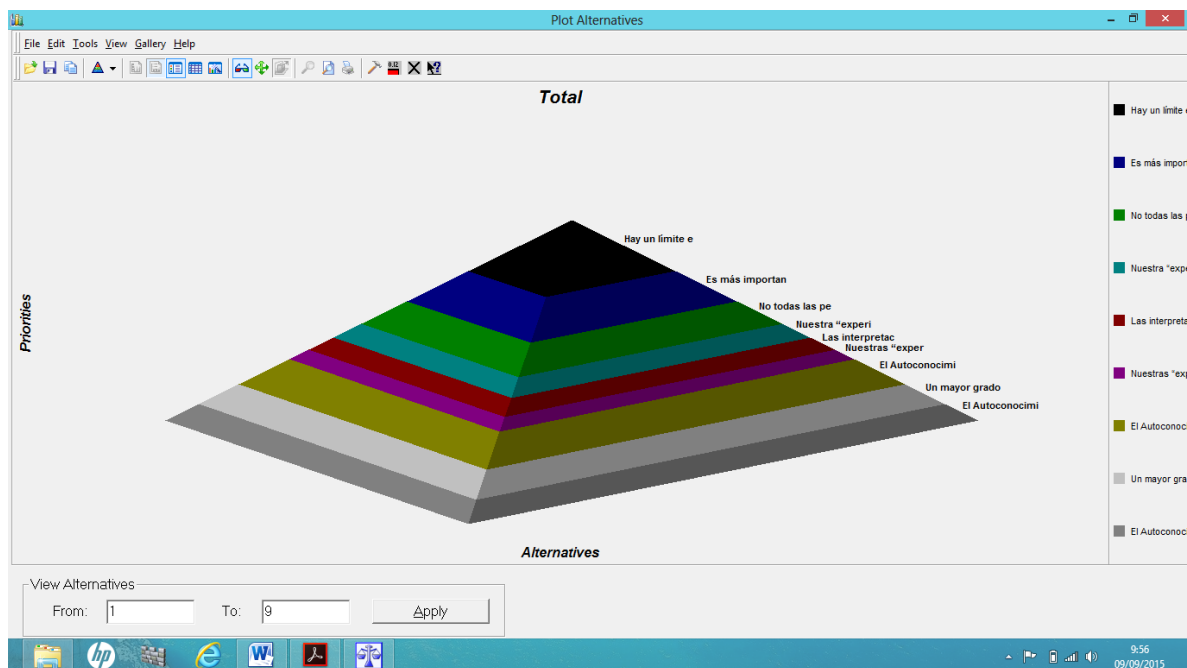 Plot Alternatives
File Edit Tools View Gallery Help
Total
Hay un límite e
Es más importan
No todas las pe
Nuestra “experi
Las interpretac
Nuestras “exper
El Autoconocimi
Un mayor grado
El Autoconocimi
Priorities
Alternatives
Hay un límite e
Es más import
No todas las p
Nuestra “expe
Las interpreta
Nuestras “exp
El Autoconoci
Un mayor gra
El Autoconoci
View Alternatives
From: 1 To: 9 Apply
9:56
09/09/2015